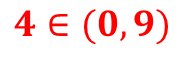 4 ∈ (0, 9)